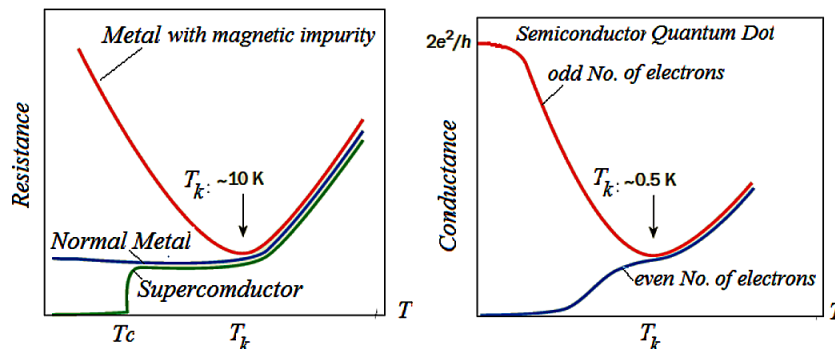 Metal with magnetic impurity
Resistance
T_k: ~10 K
Normal Metal
Supercomductor
Tc
T_k
T
2e²/h
Semiconductor Quantum Dot
odd No. of electrons
Conductance
T_k: ~0.5 K
even No. of electrons
T_k
T